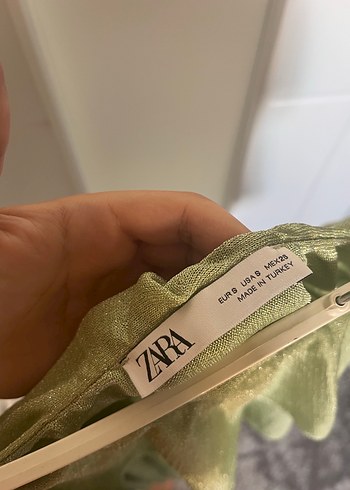 ZARA
EUR S USA S MEX 26
MADE IN TURKEY